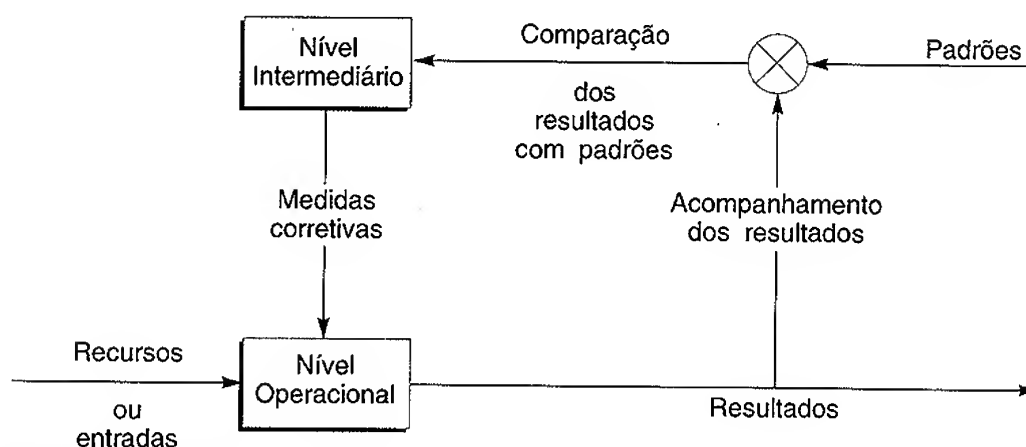 Nível
Intermediário
Comparação
dos
resultados
com padrões
Padrões
Medidas
corretivas
Acompanhamento
dos resultados
Recursos
ou
entradas
Nível
Operacional
Resultados